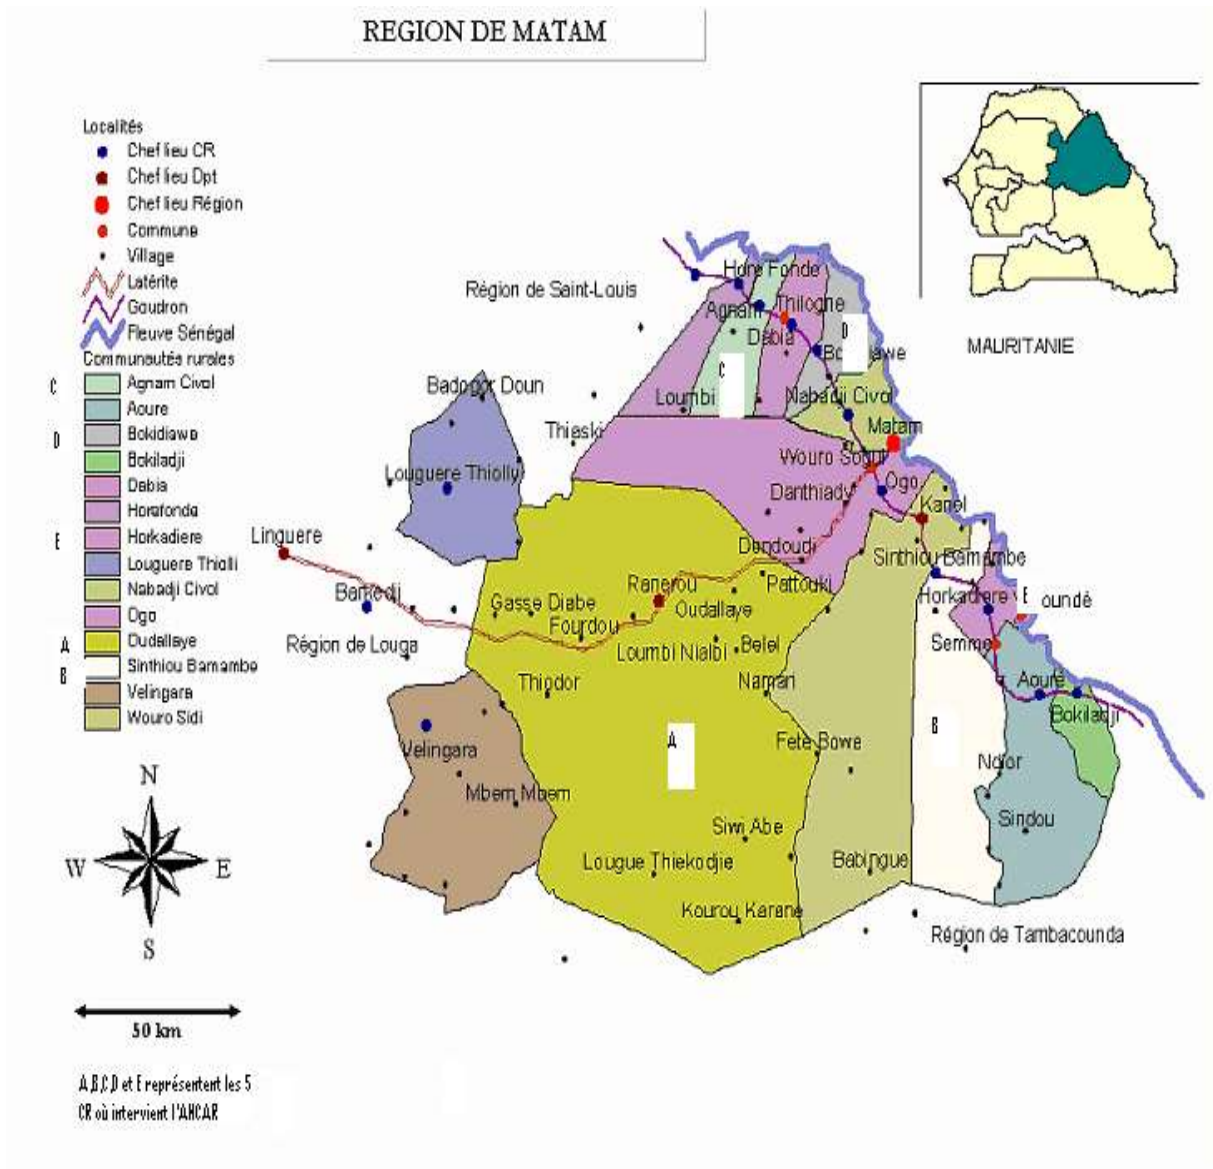 REGION DE MATAM
Localités
Chef lieu CR
Chef lieu Dpt
Chef lieu Région
Commune
Village
Latérite
Goudron
Fleuve Sénégal
Communautés rurales
C Agnam Civol
Aoure
D Bokidiawe
Bokiladji
Dabia
Horefonde
E Horkadiere
Louguere Thiolli
Nabadji Civol
Ogo
A Oudallaye
B Sinthiou Bamambe
Velingara
Wouro Sidi
N
W E
S
50 km
A,B,C,D et E représentent les 5
CR où intervient l'ANCAR
MAURITANIE
Région de Saint-Louis
Hore Fonde
Agnam
Thilogne
Dabia
D
C
Nabadji Civol
Loumbi
Badogor Doun
Thieski
Matam
Wouro Sogui
Louguere Thiolly
Danthiady
Ogo
Kanel
Linguere
Dendoudi
Sinthiou Bamambe
Ranerou
Pattouki
Barkedji
Gasse Diabe
Oudallaye
Horkadiere
E
oundé
Fourdou
Région de Louga
Loumbi Nialbi
Belel
Semme
Thiodor
Naman
Aouré
Bokiladji
Velingara
A
Fete Bowe
B
Ndior
Mbem Mbem
Siwi Abe
Sindou
Lougue Thiekodjie
Babingue
Kourou Karane
Région de Tambacounda